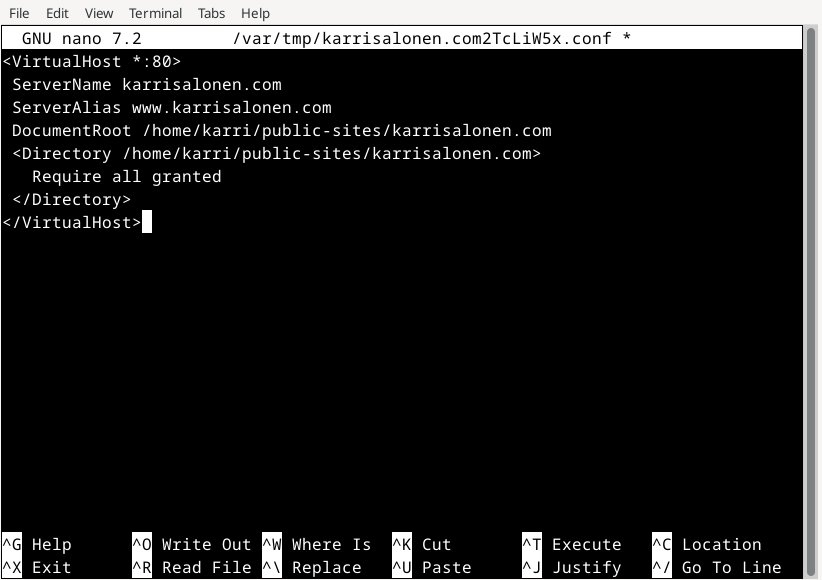 File Edit View Terminal Tabs Help
GNU nano 7.2 /var/tmp/karrisalonen.com2TcLiW5x.conf *
<VirtualHost *:80>
 ServerName karrisalonen.com
 ServerAlias www.karrisalonen.com
 DocumentRoot /home/karri/public-sites/karrisalonen.com
 <Directory /home/karri/public-sites/karrisalonen.com>
   Require all granted
 </Directory>
</VirtualHost>
^G Help ^O Write Out ^W Where Is ^K Cut ^T Execute ^C Location
^X Exit ^R Read File ^\ Replace ^U Paste ^J Justify ^/ Go To Line